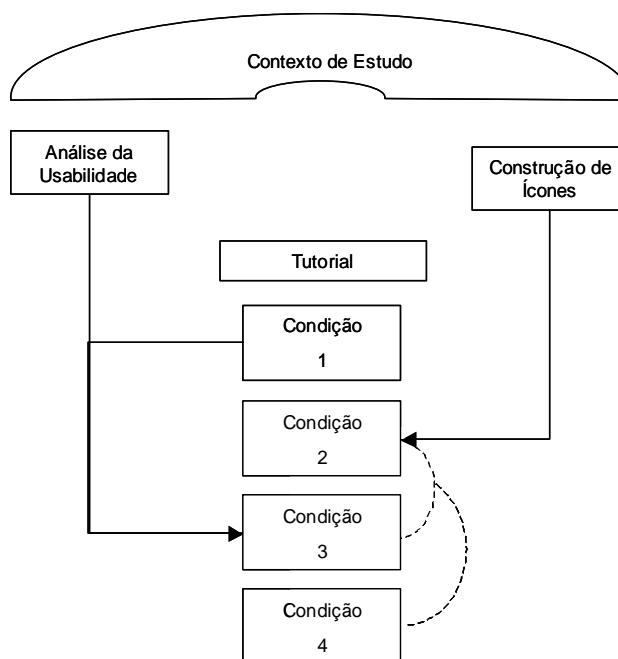 Contexto de Estudo
Análise da
Usabilidade
Construção de
Ícones
Tutorial
Condição
1
Condição
2
Condição
3
Condição
4